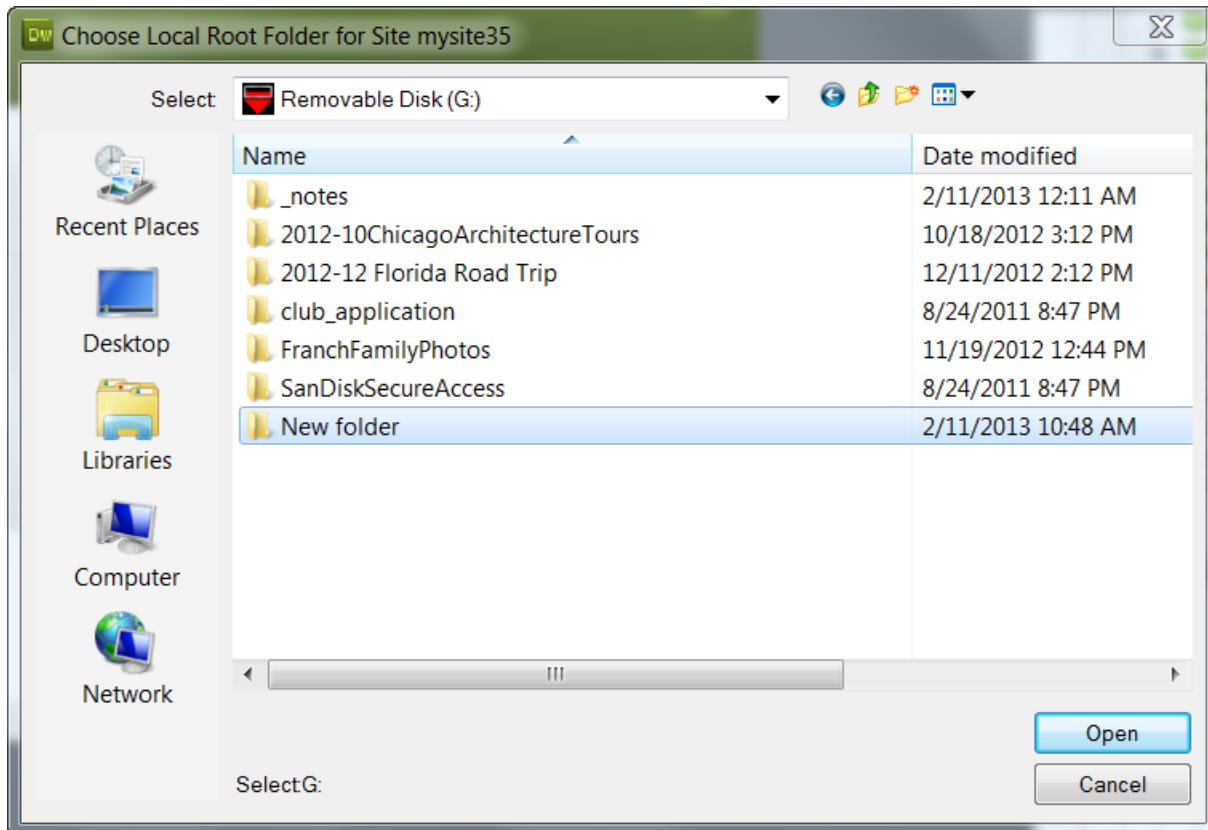 Dw Choose Local Root Folder for Site mysite35
Select: Removable Disk (G:)
Name Date modified
_notes 2/11/2013 12:11 AM
2012-10ChicagoArchitectureTours 10/18/2012 3:12 PM
2012-12 Florida Road Trip 12/11/2012 2:12 PM
club_application 8/24/2011 8:47 PM
FranchFamilyPhotos 11/19/2012 12:44 PM
SanDiskSecureAccess 8/24/2011 8:47 PM
New folder 2/11/2013 10:48 AM
Recent Places
Desktop
Libraries
Computer
Network
Open
Select:G:
Cancel